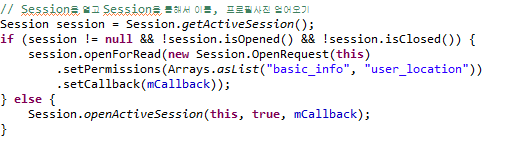 // Session을 열고 Session을 통해서 이름, 프로필사진 얻어오기
Session session = Session.getActiveSession();
if (session != null && !session.isOpened() && !session.isClosed()) {
    session.openForRead(new Session.OpenRequest(this)
        .setPermissions(Arrays.asList("basic_info", "user_location"))
        .setCallback(mCallback));
} else {
    Session.openActiveSession(this, true, mCallback);
}